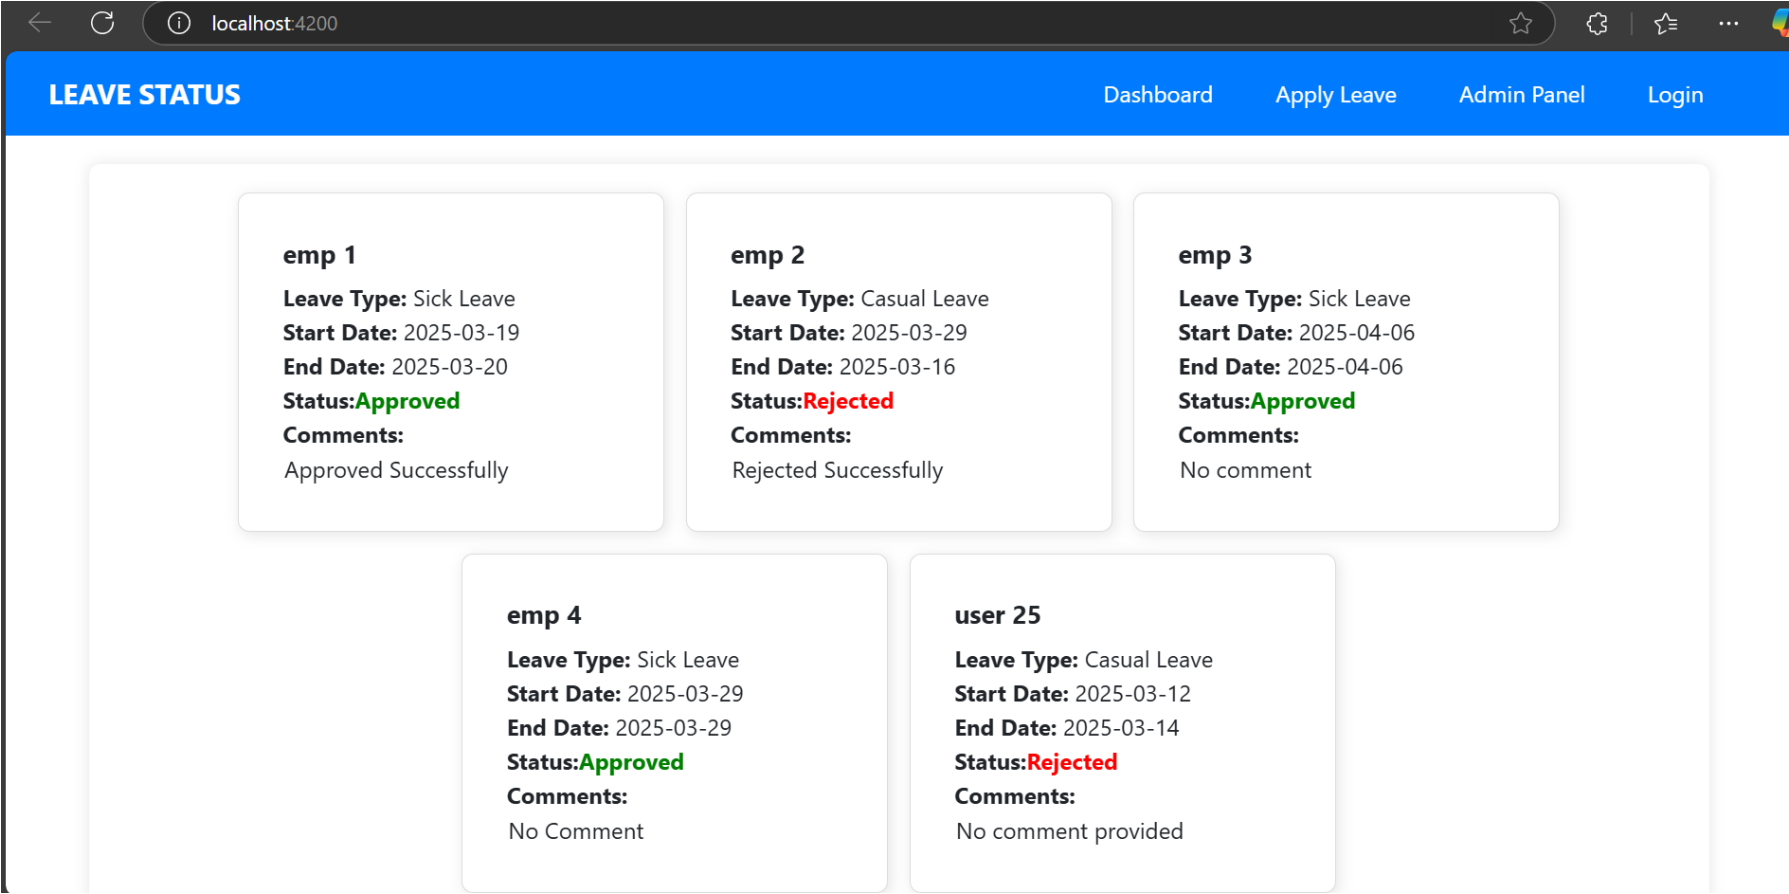 localhost:4200
LEAVE STATUS
Dashboard
Apply Leave
Admin Panel
Login
emp 1
Leave Type: Sick Leave
Start Date: 2025-03-19
End Date: 2025-03-20
Status:Approved
Comments:
Approved Successfully
emp 2
Leave Type: Casual Leave
Start Date: 2025-03-29
End Date: 2025-03-16
Status:Rejected
Comments:
Rejected Successfully
emp 3
Leave Type: Sick Leave
Start Date: 2025-04-06
End Date: 2025-04-06
Status:Approved
Comments:
No comment
emp 4
Leave Type: Sick Leave
Start Date: 2025-03-29
End Date: 2025-03-29
Status:Approved
Comments:
No Comment
user 25
Leave Type: Casual Leave
Start Date: 2025-03-12
End Date: 2025-03-14
Status:Rejected
Comments:
No comment provided